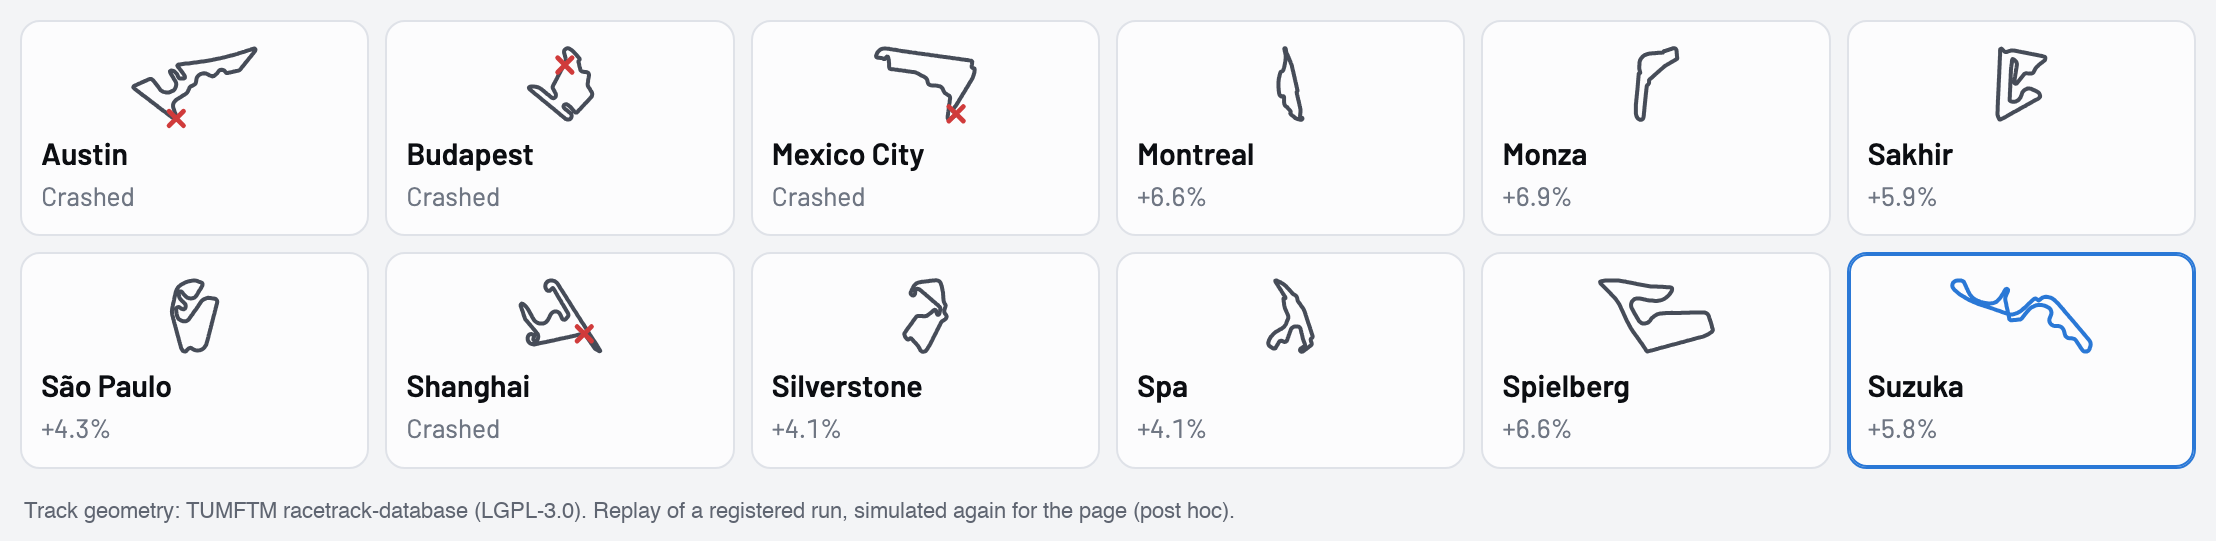 Austin
Crashed
Budapest
Crashed
Mexico City
Crashed
Montreal
+6.6%
Monza
+6.9%
Sakhir
+5.9%
São Paulo
+4.3%
Shanghai
Crashed
Silverstone
+4.1%
Spa
+4.1%
Spielberg
+6.6%
Suzuka
+5.8%
Track geometry: TUMFTM racetrack-database (LGPL-3.0). Replay of a registered run, simulated again for the page (post hoc).